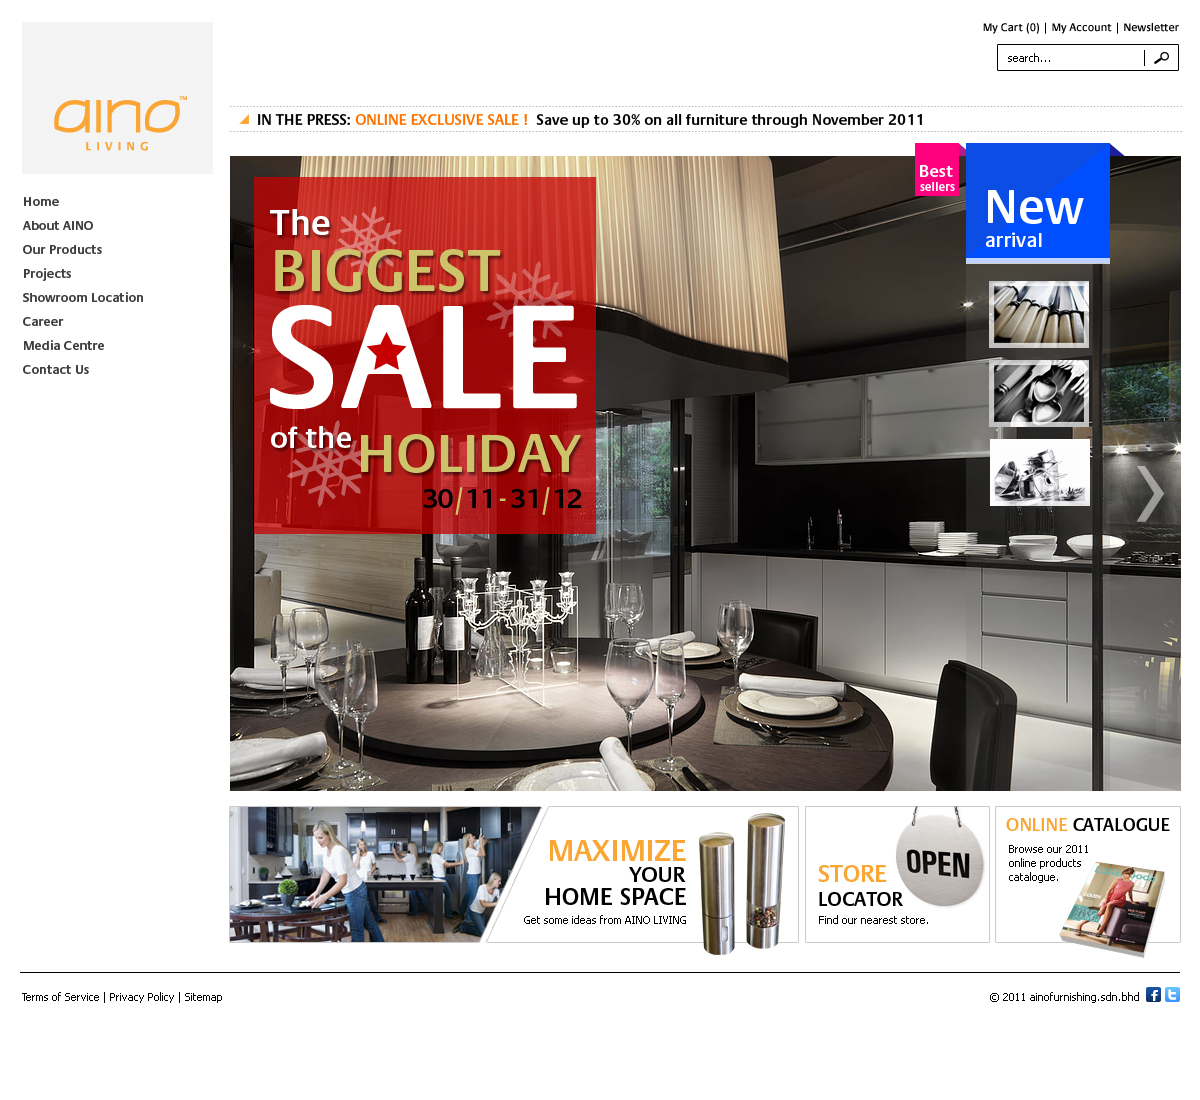 My Cart (0) | My Account | Newsletter
search...
aino™
LIVING
IN THE PRESS: ONLINE EXCLUSIVE SALE ! Save up to 30% on all furniture through November 2011
Home
About AINO
Our Products
Projects
Showroom Location
Career
Media Centre
Contact Us
The
BIGGEST
SALE
of the HOLIDAY
30/11-31/12
Best
sellers
New
arrival
MAXIMIZE
YOUR
HOME SPACE
Get some ideas from AINO LIVING
STORE
LOCATOR
Find our nearest store.
OPEN
ONLINE CATALOGUE
Browse our 2011
online products
catalogue.
Terms of Service | Privacy Policy | Sitemap
© 2011 ainofurnishing.sdn.bhd